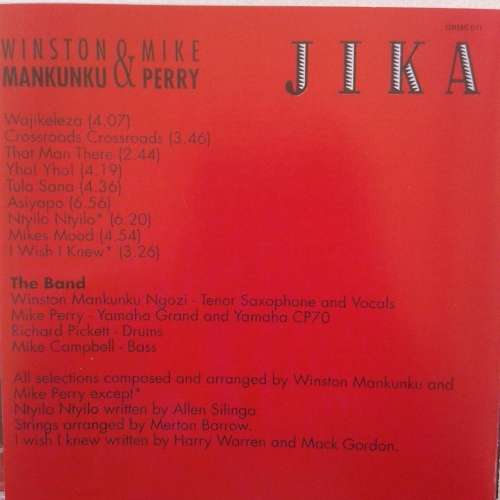 WINSTON & MIKE
MANKUNKU PERRY
JIKA
Wajikeleza (4.07)
Crossroads Crossroads (3.46)
That Man There (2.44)
Yho! Yho! (4.19)
Tula Sana (4.36)
Asiyapo (6.56)
Ntyilo Ntyilo* (6.20)
Mikes Mood (4.54)
I Wish I Knew* (3.26)
The Band
Winston Mankunku Ngozi - Tenor Saxophone and Vocals
Mike Perry - Yamaha Grand and Yamaha CP70
Richard Pickett - Drums
Mike Campbell - Bass
All selections composed and arranged by Winston Mankunku and
Mike Perry except*
Ntyilo Ntyilo written by Allen Silinga
Strings arranged by Merton Barrow.
I wish I knew written by Harry Warren and Mack Gordon.